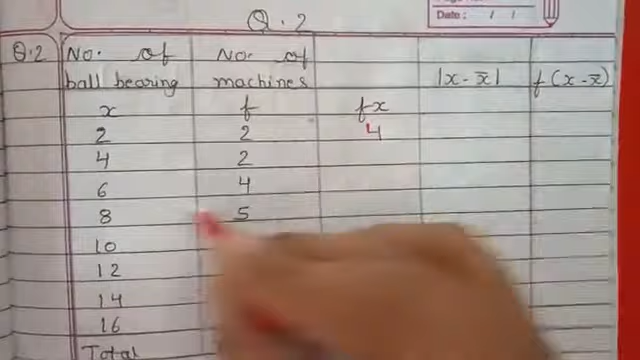 Q.2
Date : / /
Q.2 No. of No. of
ball bearing machines |x - x̄| f (x - x̄)
x f fx
2 2 4
4 2
6 4
8 5
10
12
14
16
Total